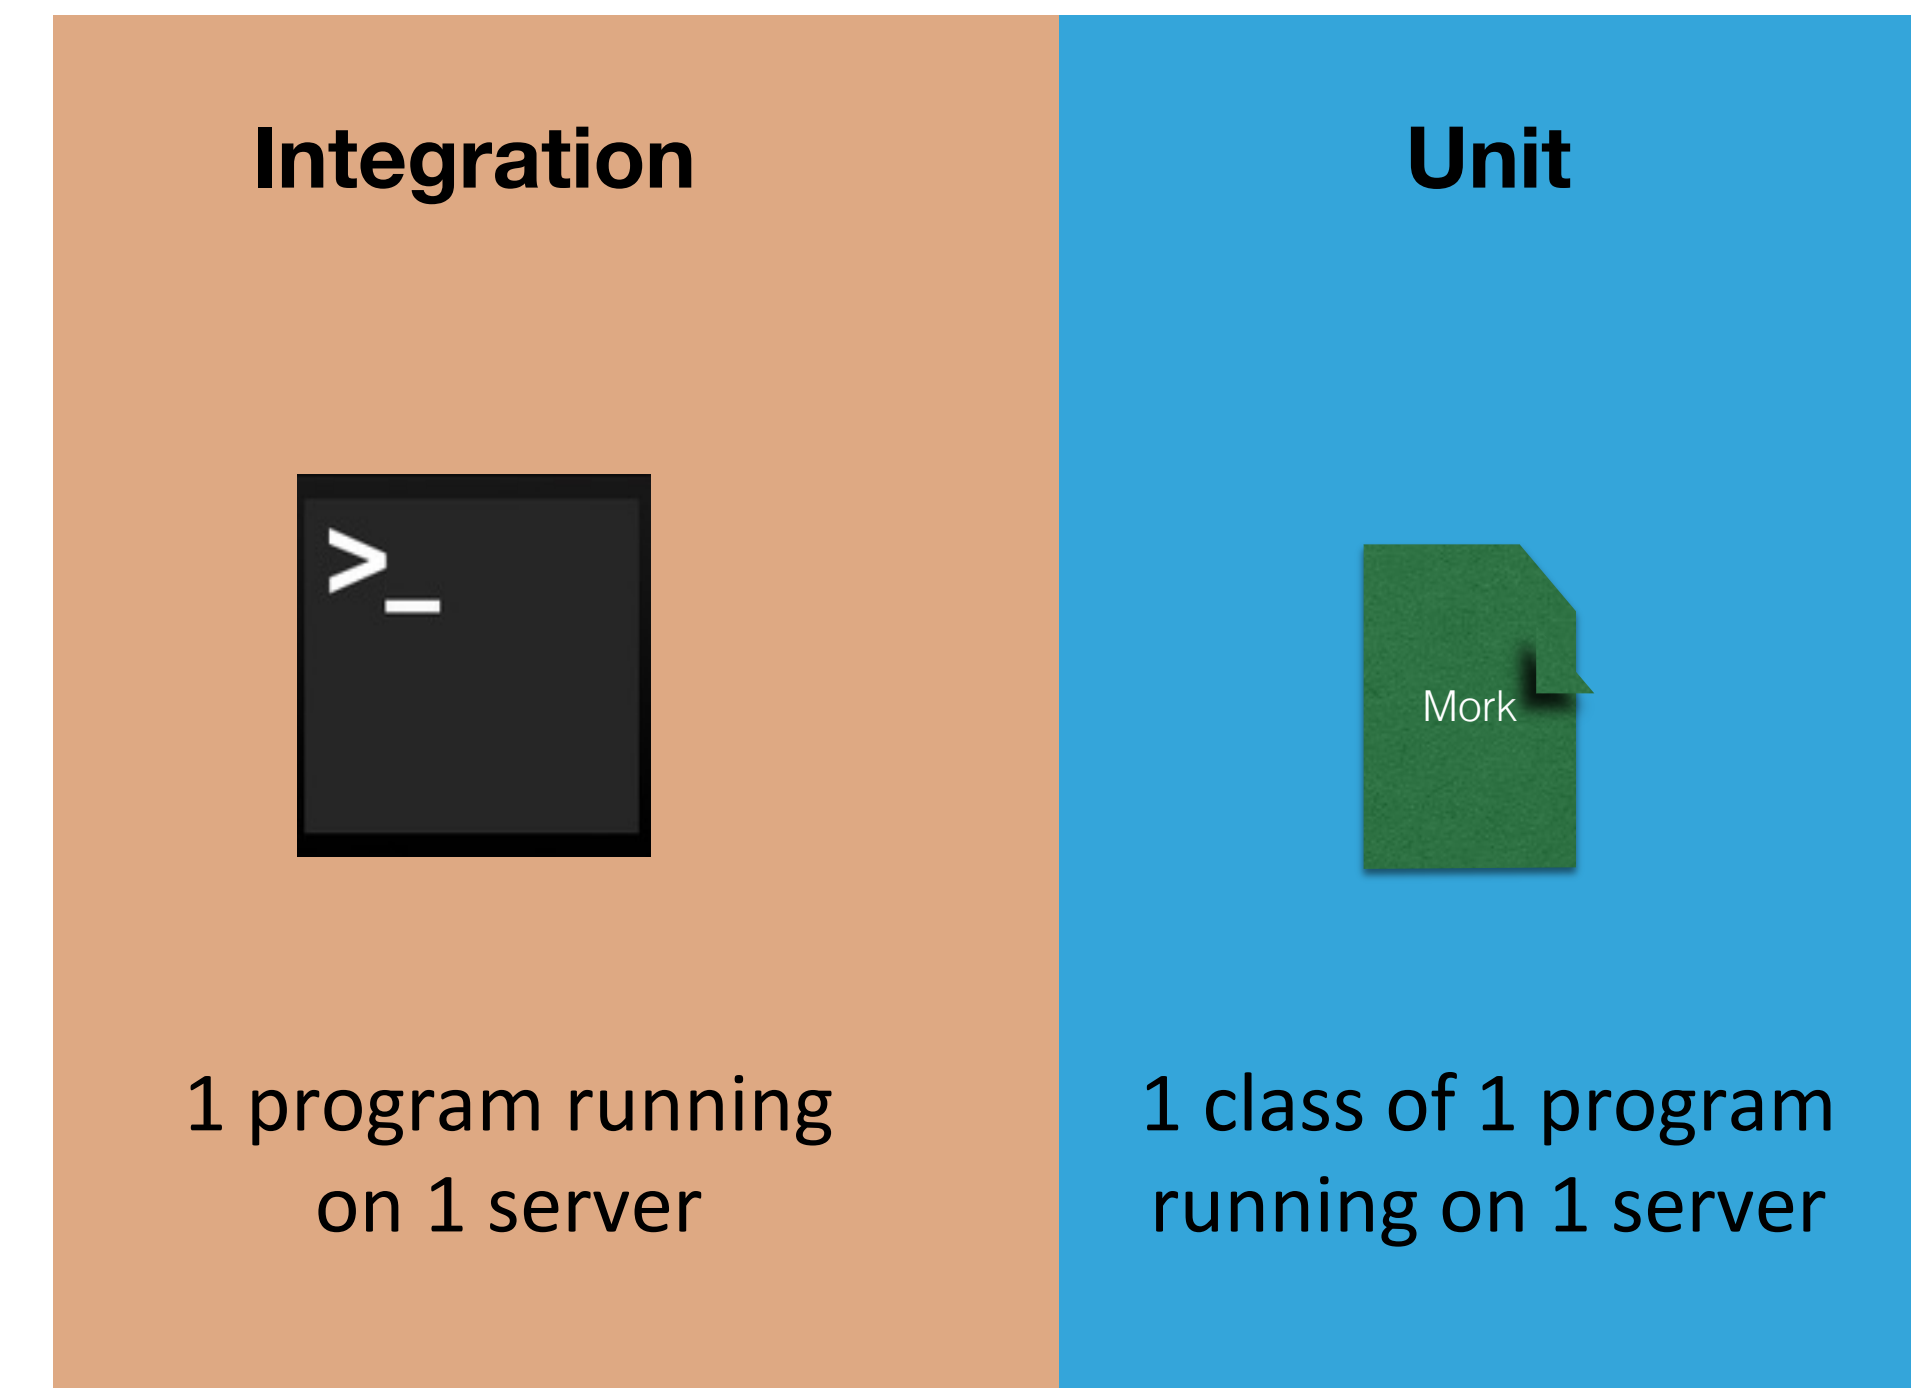 Integration
>_
1 program running
on 1 server
Unit
Mork
1 class of 1 program
running on 1 server